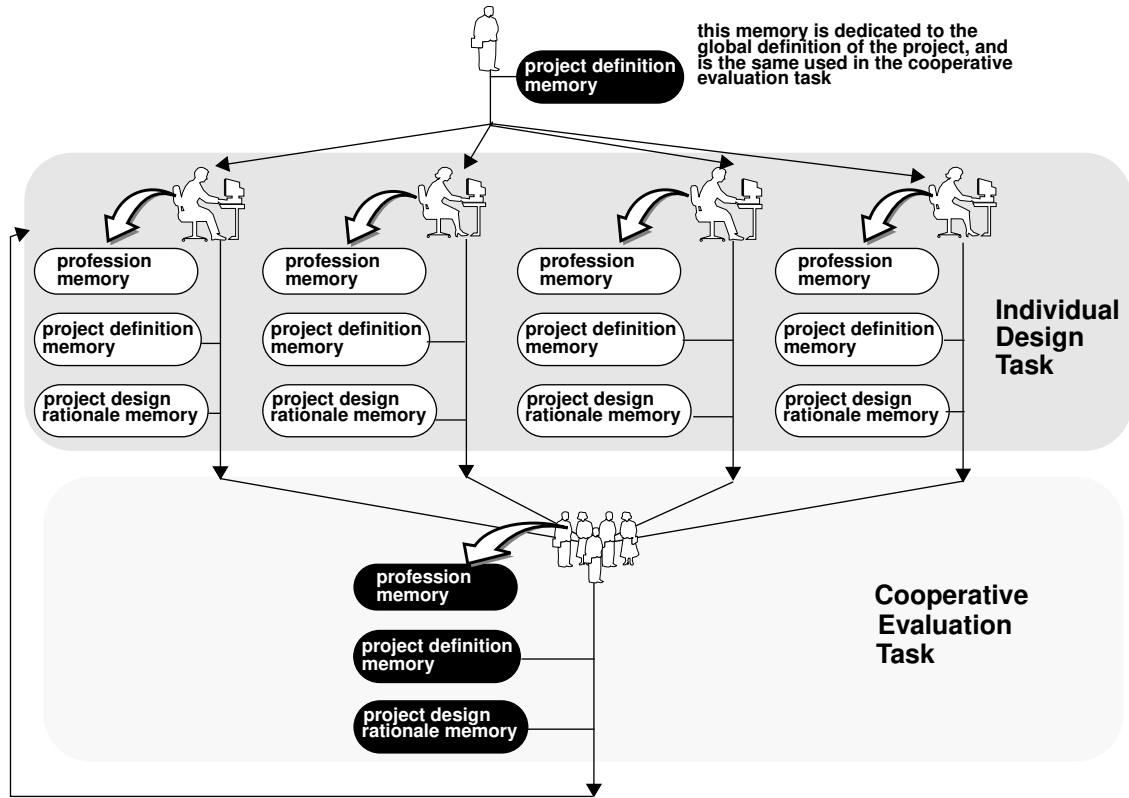 this memory is dedicated to the
global definition of the project, and
is the same used in the cooperative
evaluation task
project definition
memory
profession
memory
project definition
memory
project design
rationale memory
profession
memory
project definition
memory
project design
rationale memory
profession
memory
project definition
memory
project design
rationale memory
profession
memory
project definition
memory
project design
rationale memory
Individual
Design
Task
profession
memory
project definition
memory
project design
rationale memory
Cooperative
Evaluation
Task